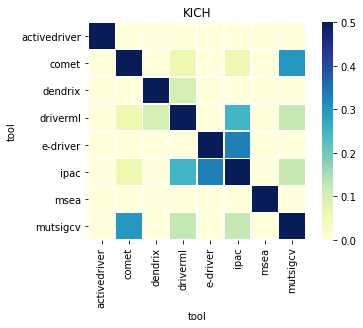 KICH
activedriver
comet
dendrix
driverml
e-driver
ipac
msea
mutsigcv
tool
activedriver
comet
dendrix
driverml
e-driver
ipac
msea
mutsigcv
tool
0.5
0.4
0.3
0.2
0.1
0.0